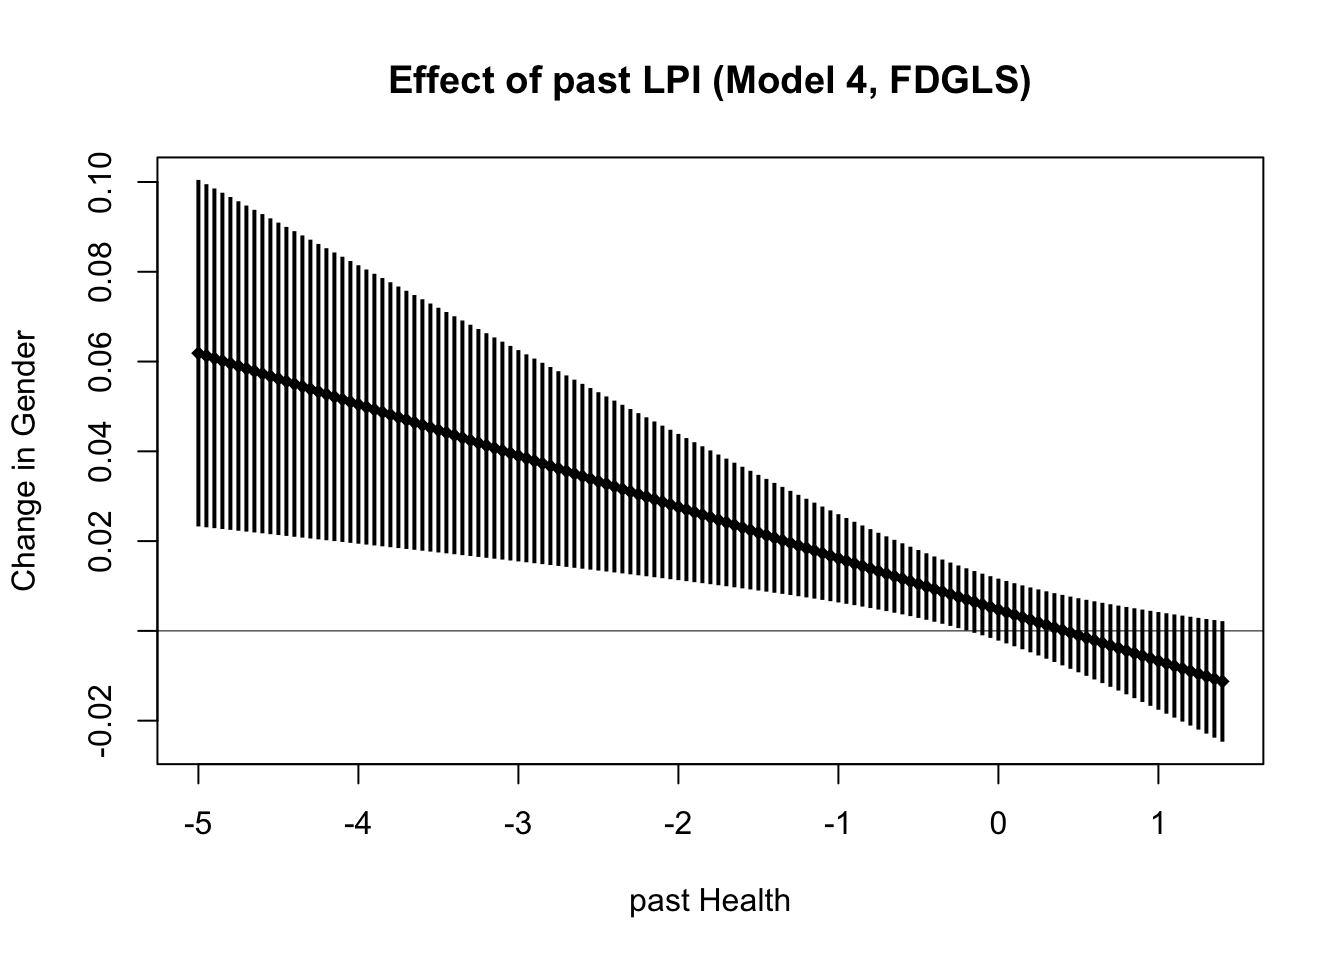 Effect of past LPI (Model 4, FDGLS)
Change in Gender
0.10
0.08
0.06
0.04
0.02
-0.02
-5 -4 -3 -2 -1 0 1
past Health